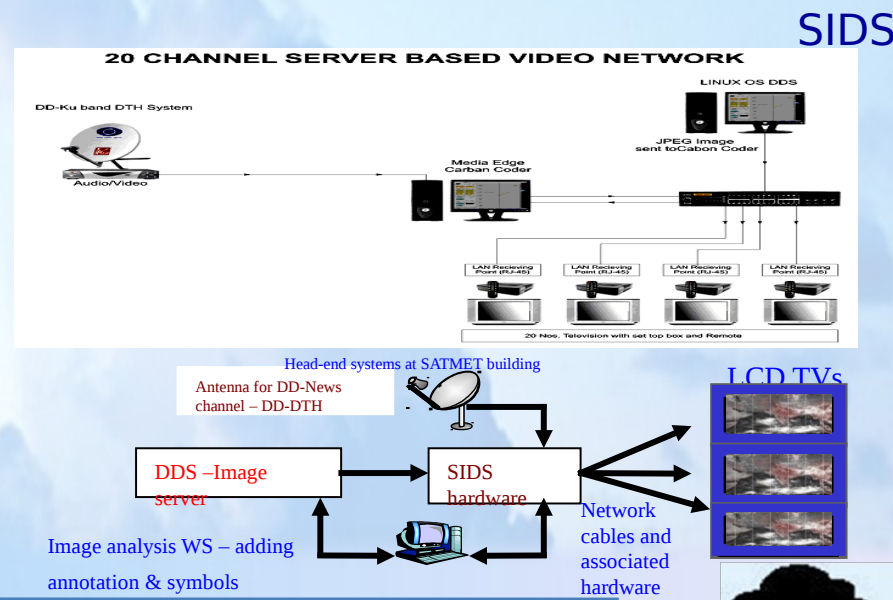 SIDS
20 CHANNEL SERVER BASED VIDEO NETWORK
LINUX OS DDS
DD-Ku band DTH System
JPEG Image
sent toCabon Coder
Media Edge
Carban Coder
Audio/Video
LAN Recieving
Point (RJ-45)
LAN Recieving
Point (RJ-45)
LAN Recieving
Point (RJ-45)
LAN Recieving
Point (RJ-45)
20 Nos. Television with set top box and Remote
Head-end systems at SATMET building
LCD TVs
Antenna for DD-News
channel – DD-DTH
DDS –Image
server
SIDS
hardware
Network
cables and
associated
hardware
Image analysis WS – adding
annotation & symbols